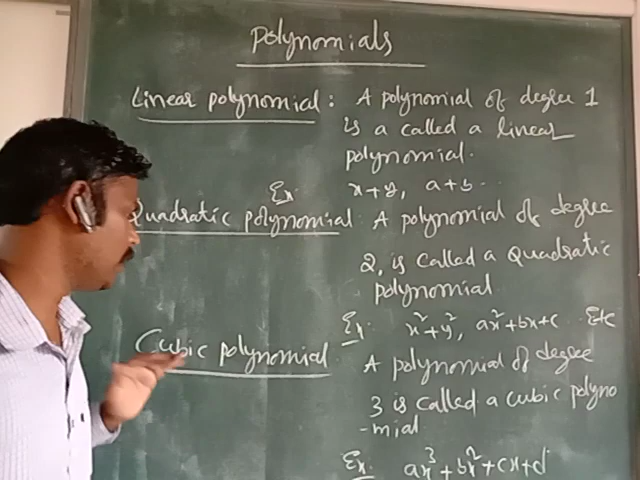 Polynomials
Linear polynomial : A polynomial of degree 1
is a called a linear
polynomial.
Ex. x+y, a+b..
Quadratic polynomial : A polynomial of degree
2, is called a Quadratic
polynomial
Ex. x²+y², ax²+bx+c .. Etc
Cubic polynomial A polynomial of degree
3 is called a cubic polyno
-mial
Ex. ax³+bx²+cx+d